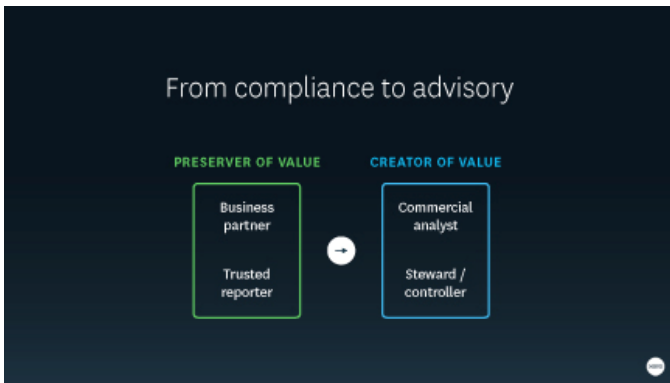 From compliance to advisory
PRESERVER OF VALUE
Business
partner
Trusted
reporter
CREATOR OF VALUE
Commercial
analyst
Steward /
controller